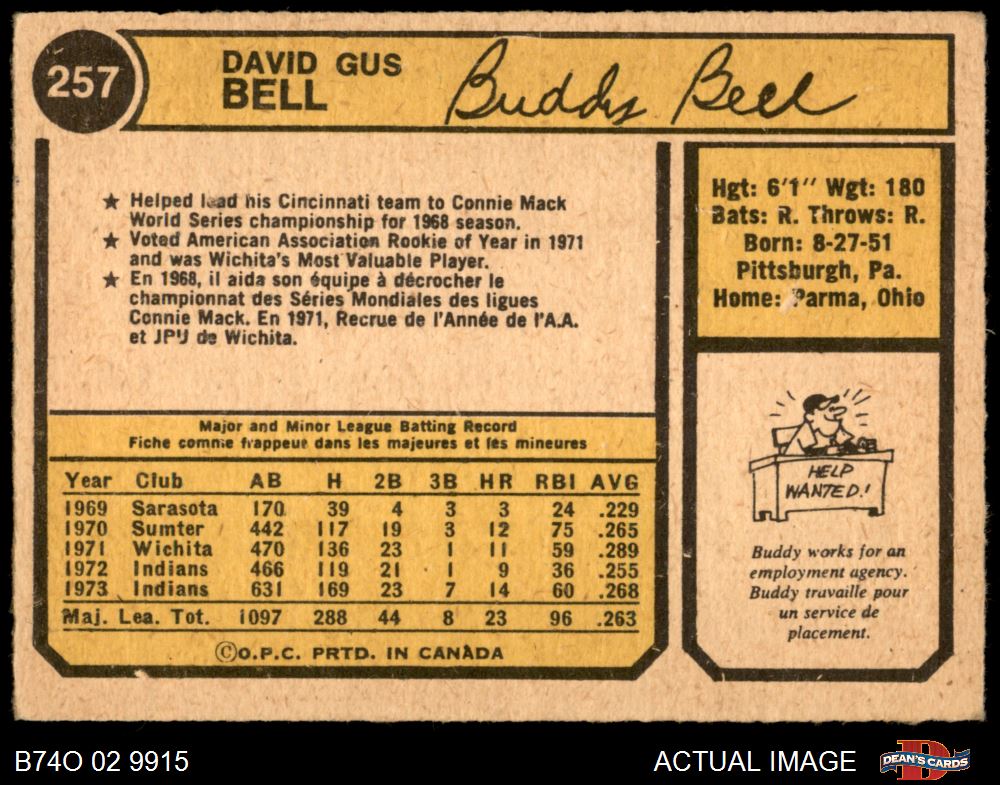 257
DAVID GUS
BELL
Buddy Bell
★ Helped lead his Cincinnati team to Connie Mack
World Series championship for 1968 season.
★ Voted American Association Rookie of Year in 1971
and was Wichita's Most Valuable Player.
★ En 1968, il aida son équipe à décrocher le
championnat des Séries Mondiales des ligues
Connie Mack. En 1971, Recrue de l'Année de l'A.A.
et JPU de Wichita.
Hgt: 6'1" Wgt: 180
Bats: R. Throws: R.
Born: 8-27-51
Pittsburgh, Pa.
Home: Parma, Ohio
Major and Minor League Batting Record
Fiche comme frappeur dans les majeures et les mineures
Year Club AB H 2B 3B HR RBI AVG
1969 Sarasota 170 39 4 3 3 24 .229
1970 Sumter 442 117 19 3 12 75 .265
1971 Wichita 470 136 23 1 11 59 .289
1972 Indians 466 119 21 1 9 36 .255
1973 Indians 631 169 23 7 14 60 .268
Maj. Lea. Tot. 1097 288 44 8 23 96 .263
©O.P.C. PRTD. IN CANADA
HELP
WANTED!
Buddy works for an
employment agency.
Buddy travaille pour
un service de
placement.
B74O 02 9915
ACTUAL IMAGE
D
DEAN'S CARDS